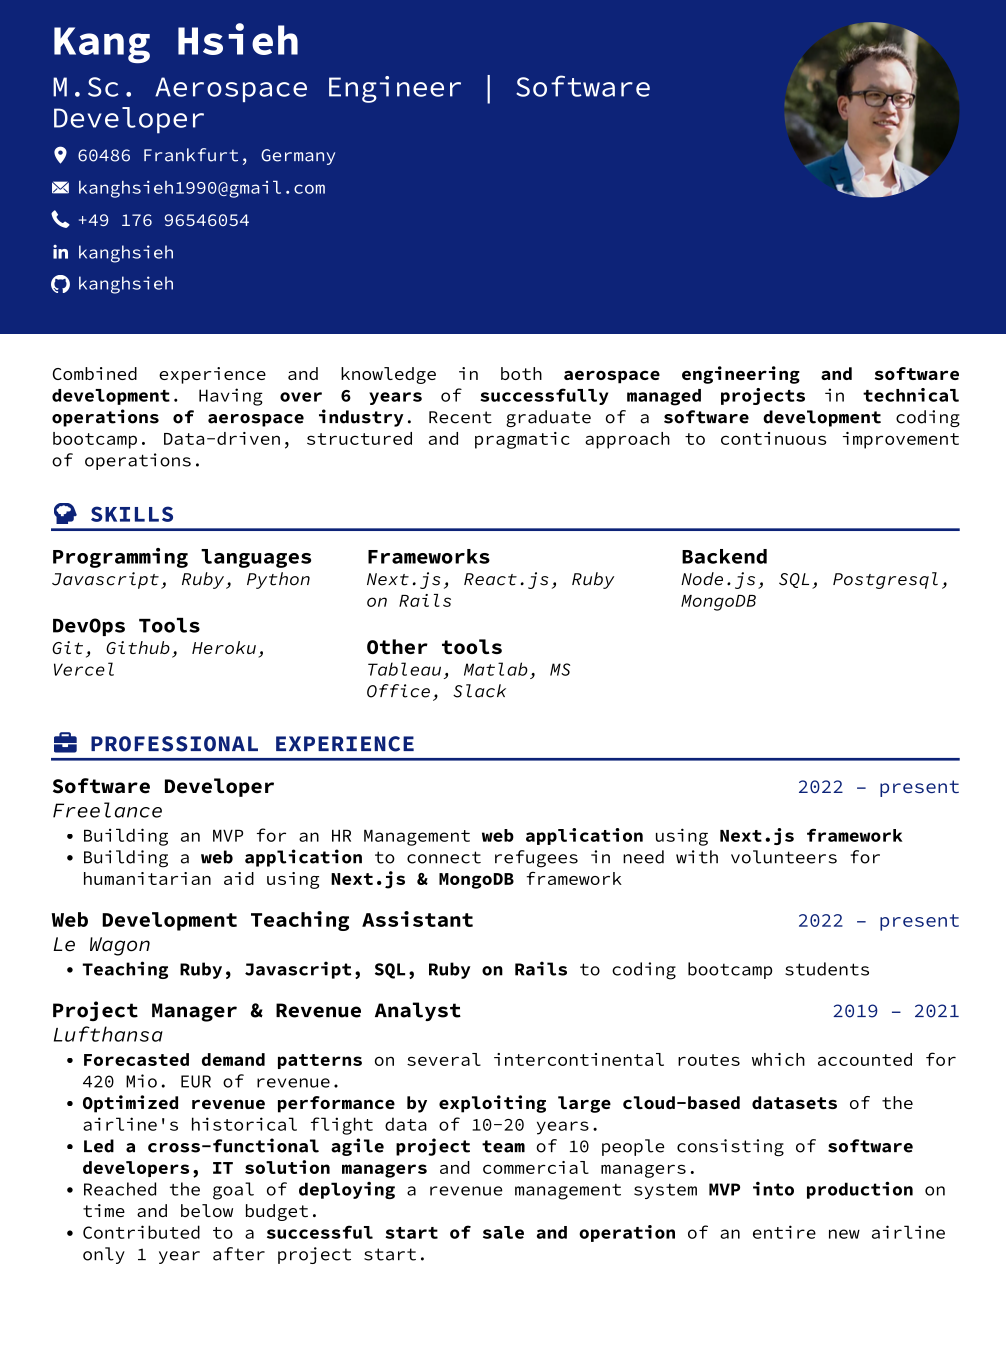 Kang Hsieh
M.Sc. Aerospace Engineer | Software
Developer
60486 Frankfurt, Germany
kanghsieh1990@gmail.com
+49 176 96546054
in kanghsieh
kanghsieh
Combined experience and knowledge in both aerospace engineering and software
development. Having over 6 years of successfully managed projects in technical
operations of aerospace industry. Recent graduate of a software development coding
bootcamp. Data-driven, structured and pragmatic approach to continuous improvement
of operations.
SKILLS
Programming languages
Javascript, Ruby, Python
DevOps Tools
Git, Github, Heroku,
Vercel
Frameworks
Next.js, React.js, Ruby
on Rails
Other tools
Tableau, Matlab, MS
Office, Slack
Backend
Node.js, SQL, Postgresql,
MongoDB
PROFESSIONAL EXPERIENCE
Software Developer 2022 – present
Freelance
• Building an MVP for an HR Management web application using Next.js framework
• Building a web application to connect refugees in need with volunteers for
humanitarian aid using Next.js & MongoDB framework
Web Development Teaching Assistant 2022 – present
Le Wagon
• Teaching Ruby, Javascript, SQL, Ruby on Rails to coding bootcamp students
Project Manager & Revenue Analyst 2019 – 2021
Lufthansa
• Forecasted demand patterns on several intercontinental routes which accounted for
420 Mio. EUR of revenue.
• Optimized revenue performance by exploiting large cloud-based datasets of the
airline's historical flight data of 10-20 years.
• Led a cross-functional agile project team of 10 people consisting of software
developers, IT solution managers and commercial managers.
• Reached the goal of deploying a revenue management system MVP into production on
time and below budget.
• Contributed to a successful start of sale and operation of an entire new airline
only 1 year after project start.